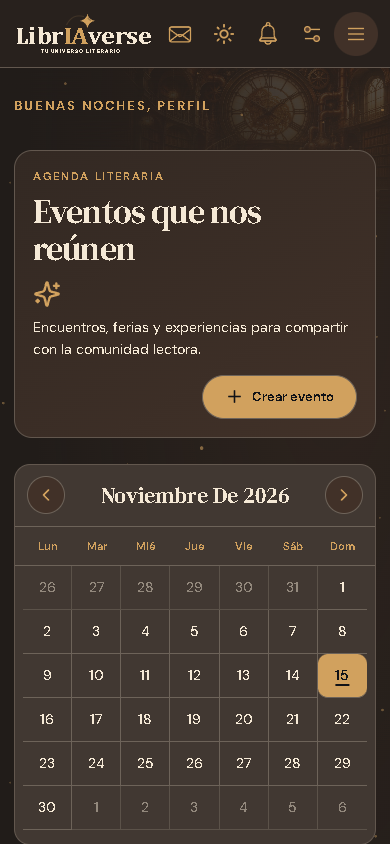 LibrIAverse
TU UNIVERSO LITERARIO
BUENAS NOCHES, PERFIL
AGENDA LITERARIA
Eventos que nos
reúnen
Encuentros, ferias y experiencias para compartir
con la comunidad lectora.
+ Crear evento
Noviembre De 2026
Lun Mar Mié Jue Vie Sáb Dom
26 27 28 29 30 31 1
2 3 4 5 6 7 8
9 10 11 12 13 14 15
16 17 18 19 20 21 22
23 24 25 26 27 28 29
30 1 2 3 4 5 6